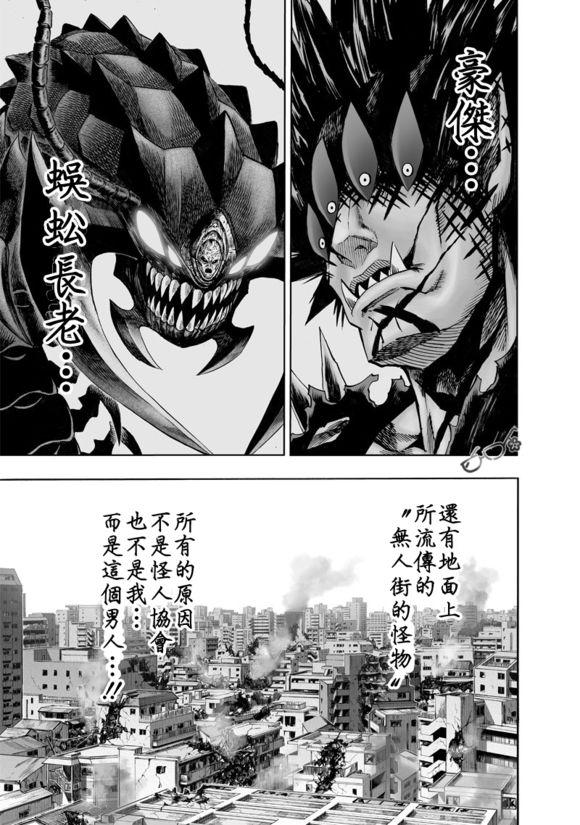 豪傑…
蜈蚣長老…
還有地面上
所流傳的
〝無人街的怪物〞
所有的原因
不是怪人協會
也不是我…
而是這個男人…!!